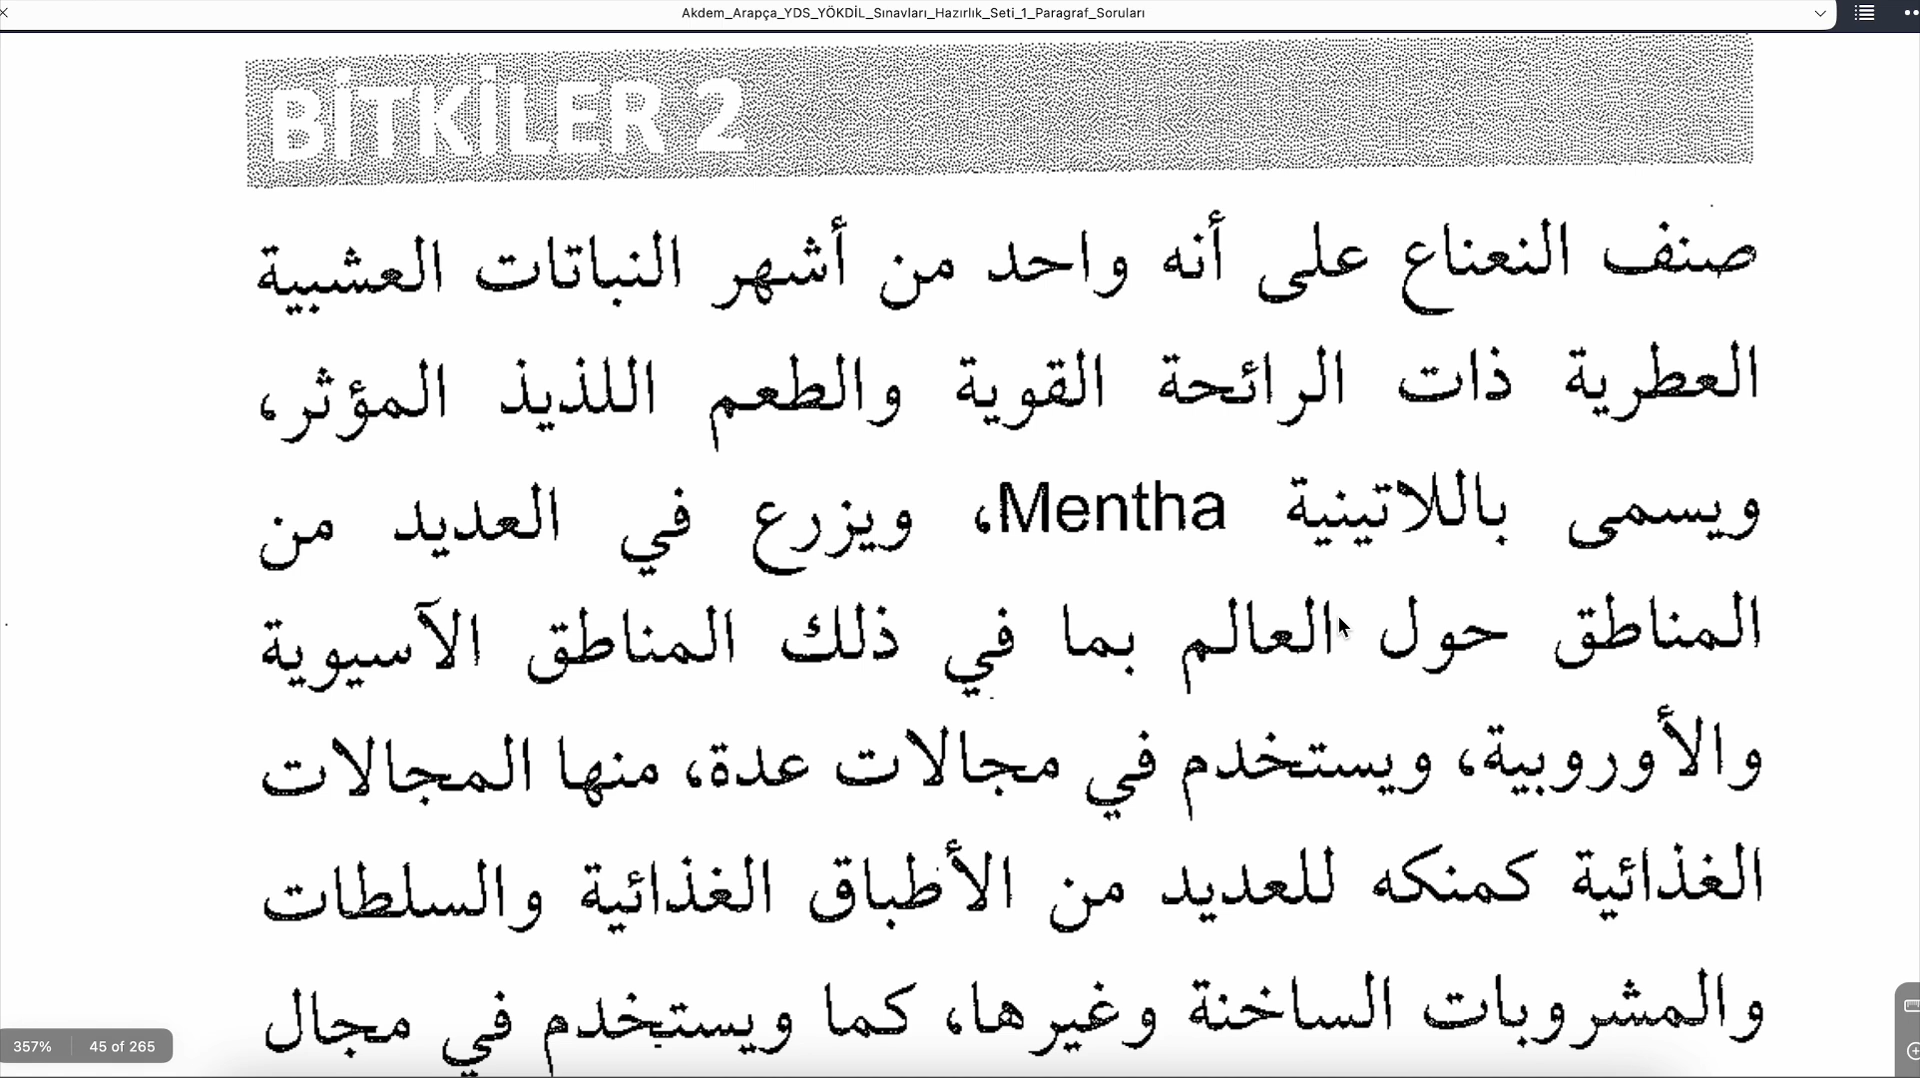 Akdem_Arapça_YDS_YÖKDİL_Sınavları_Hazırlık_Seti_1_Paragraf_Soruları
BİTKİLER 2
صنف النعناع على أنه واحد من أشهر النباتات العشبية
العطرية ذات الرائحة القوية والطعم اللذيذ المؤثر،
ويسمى باللاتينية Mentha، ويزرع في العديد من
المناطق حول العالم بما في ذلك المناطق الآسيوية
والأوروبية، ويستخدم في مجالات عدة، منها المجالات
الغذائية كمنكه للعديد من الأطباق الغذائية والسلطات
والمشروبات الساخنة وغيرها، كما ويستخدم في مجال
357% 45 of 265